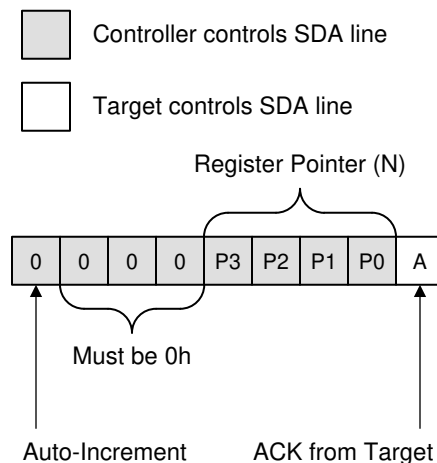 Controller controls SDA line
Target controls SDA line
Register Pointer (N)
0 0 0 0 P3 P2 P1 P0 A
Must be 0h
Auto-Increment ACK from Target